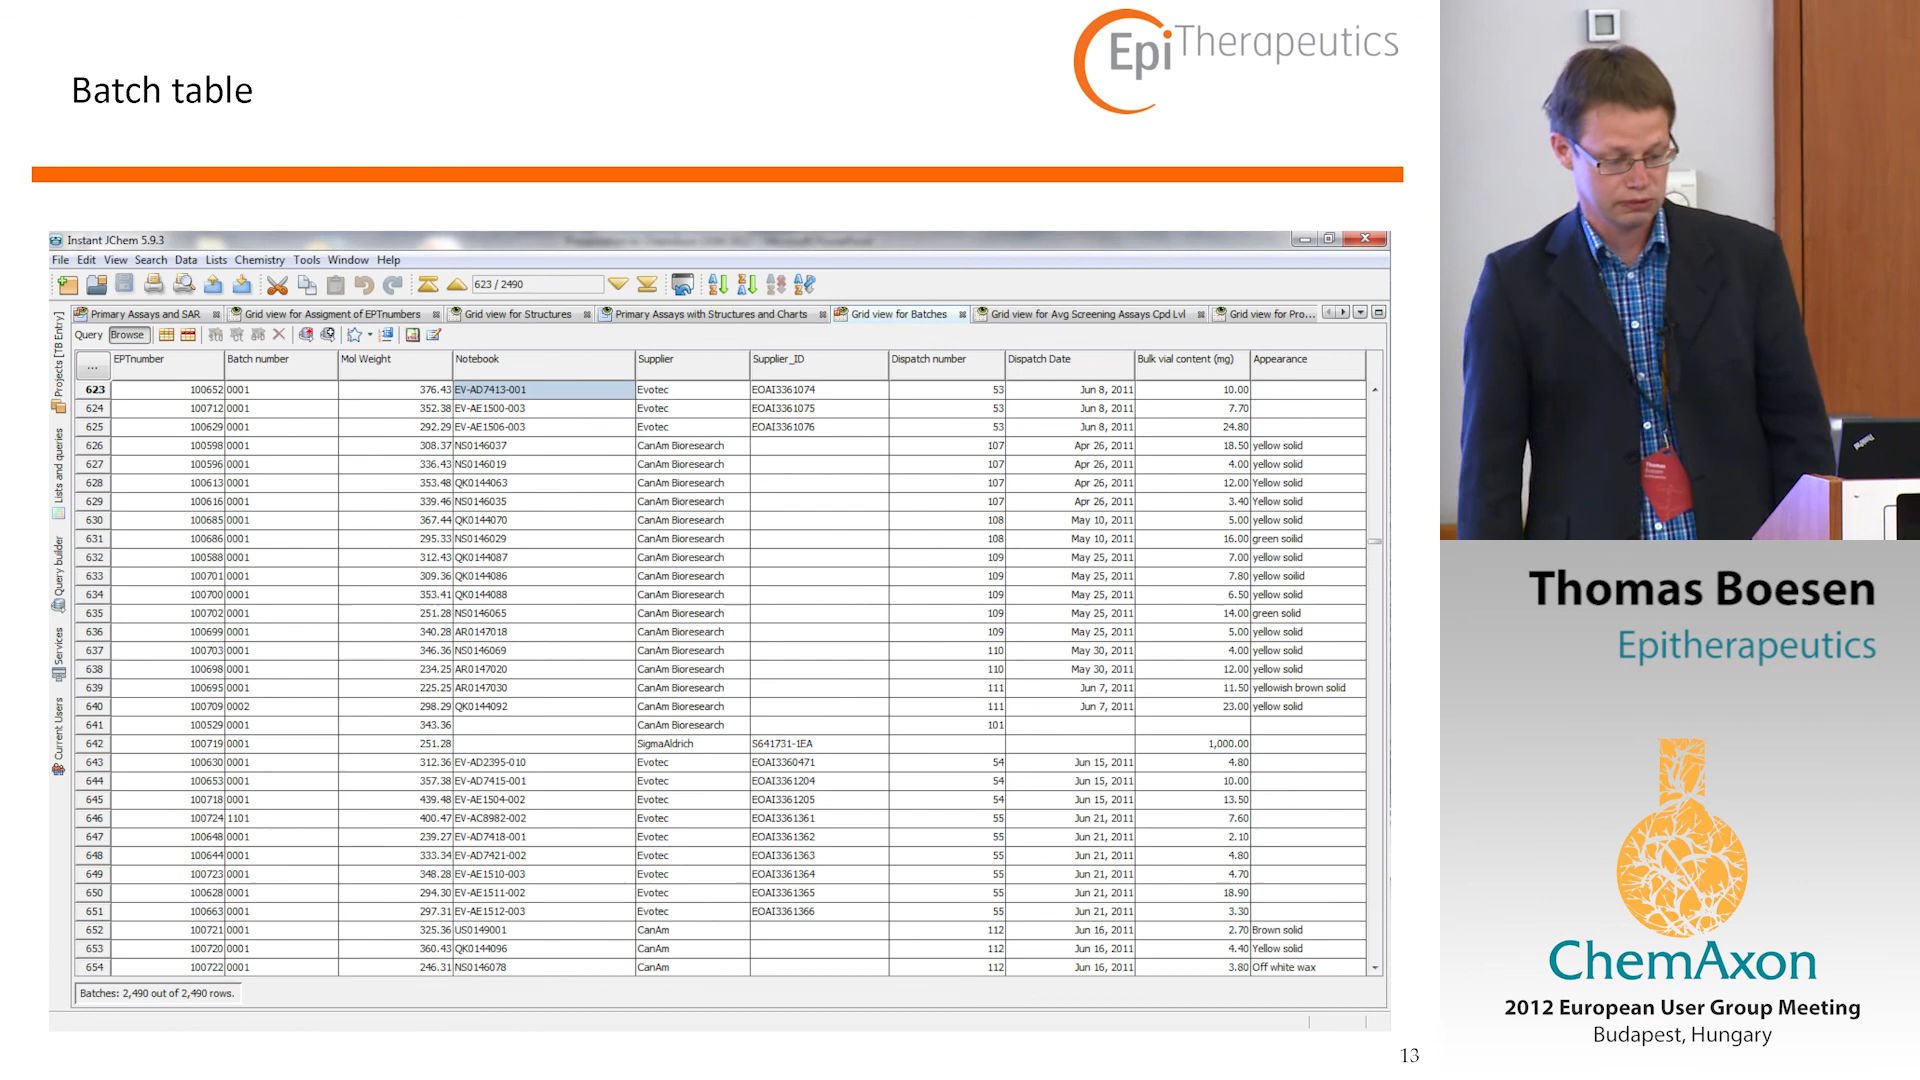 Batch table
Epi Therapeutics
Instant JChem 5.9.3
File Edit View Search Data Lists Chemistry Tools Window Help
623 / 2490
Primary Assays and SAR Grid view for Assigment of EPTnumbers Grid view for Structures Primary Assays with Structures and Charts Grid view for Batches Grid view for Avg Screening Assays Cpd Lvl Grid view for Pro...
Query Browse
Projects [TB Entry]
Lists and queries
Query builder
Services
Current Users
... EPTnumber Batch number Mol Weight Notebook Supplier Supplier_ID Dispatch number Dispatch Date Bulk vial content (mg) Appearance
623 100652 0001 376.43 EV-AD7413-001 Evotec EOAI3361074 53 Jun 8, 2011 10.00
624 100712 0001 352.38 EV-AE1500-003 Evotec EOAI3361075 53 Jun 8, 2011 7.70
625 100629 0001 292.29 EV-AE1506-003 Evotec EOAI3361076 53 Jun 8, 2011 24.80
626 100598 0001 308.37 NS0146037 CanAm Bioresearch 107 Apr 26, 2011 18.50 yellow solid
627 100596 0001 336.43 NS0146019 CanAm Bioresearch 107 Apr 26, 2011 4.00 yellow solid
628 100613 0001 353.48 QK0144063 CanAm Bioresearch 107 Apr 26, 2011 12.00 Yellow solid
629 100616 0001 339.46 NS0146035 CanAm Bioresearch 107 Apr 26, 2011 3.40 Yellow solid
630 100685 0001 367.44 QK0144070 CanAm Bioresearch 108 May 10, 2011 5.00 yellow solid
631 100686 0001 295.33 NS0146029 CanAm Bioresearch 108 May 10, 2011 16.00 green soilid
632 100588 0001 312.43 QK0144087 CanAm Bioresearch 109 May 25, 2011 7.00 yellow solid
633 100701 0001 309.36 QK0144086 CanAm Bioresearch 109 May 25, 2011 7.80 yellow soilid
634 100700 0001 353.41 QK0144088 CanAm Bioresearch 109 May 25, 2011 6.50 yellow solid
635 100702 0001 251.28 NS0146065 CanAm Bioresearch 109 May 25, 2011 14.00 green solid
636 100699 0001 340.28 AR0147018 CanAm Bioresearch 109 May 25, 2011 5.00 yellow solid
637 100703 0001 346.36 NS0146069 CanAm Bioresearch 110 May 30, 2011 4.00 yellow solid
638 100698 0001 234.25 AR0147020 CanAm Bioresearch 110 May 30, 2011 12.00 yellow solid
639 100695 0001 225.25 AR0147030 CanAm Bioresearch 111 Jun 7, 2011 11.50 yellowish brown solid
640 100709 0002 298.29 QK0144092 CanAm Bioresearch 111 Jun 7, 2011 23.00 yellow solid
641 100529 0001 343.36 CanAm Bioresearch 101
642 100719 0001 251.28 SigmaAldrich S641731-1EA 1,000.00
643 100630 0001 312.36 EV-AD2395-010 Evotec EOAI3360471 54 Jun 15, 2011 4.80
644 100653 0001 357.38 EV-AD7415-001 Evotec EOAI3361204 54 Jun 15, 2011 10.00
645 100718 0001 439.48 EV-AE1504-002 Evotec EOAI3361205 54 Jun 15, 2011 13.50
646 100724 1101 400.47 EV-AC8982-002 Evotec EOAI3361361 55 Jun 21, 2011 7.60
647 100648 0001 239.27 EV-AD7418-001 Evotec EOAI3361362 55 Jun 21, 2011 2.10
648 100644 0001 333.34 EV-AD7421-002 Evotec EOAI3361363 55 Jun 21, 2011 4.80
649 100723 0001 348.28 EV-AE1510-003 Evotec EOAI3361364 55 Jun 21, 2011 4.70
650 100628 0001 294.30 EV-AE1511-002 Evotec EOAI3361365 55 Jun 21, 2011 18.90
651 100663 0001 297.31 EV-AE1512-003 Evotec EOAI3361366 55 Jun 21, 2011 3.30
652 100721 0001 325.36 US0149001 CanAm 112 Jun 16, 2011 2.70 Brown solid
653 100720 0001 360.43 QK0144096 CanAm 112 Jun 16, 2011 4.40 Yellow solid
654 100722 0001 246.31 NS0146078 CanAm 112 Jun 16, 2011 3.80 Off white wax
Batches: 2,490 out of 2,490 rows.
13
ThinkPad
Thomas
Thomas Boesen
Epitherapeutics
ChemAxon
2012 European User Group Meeting
Budapest, Hungary